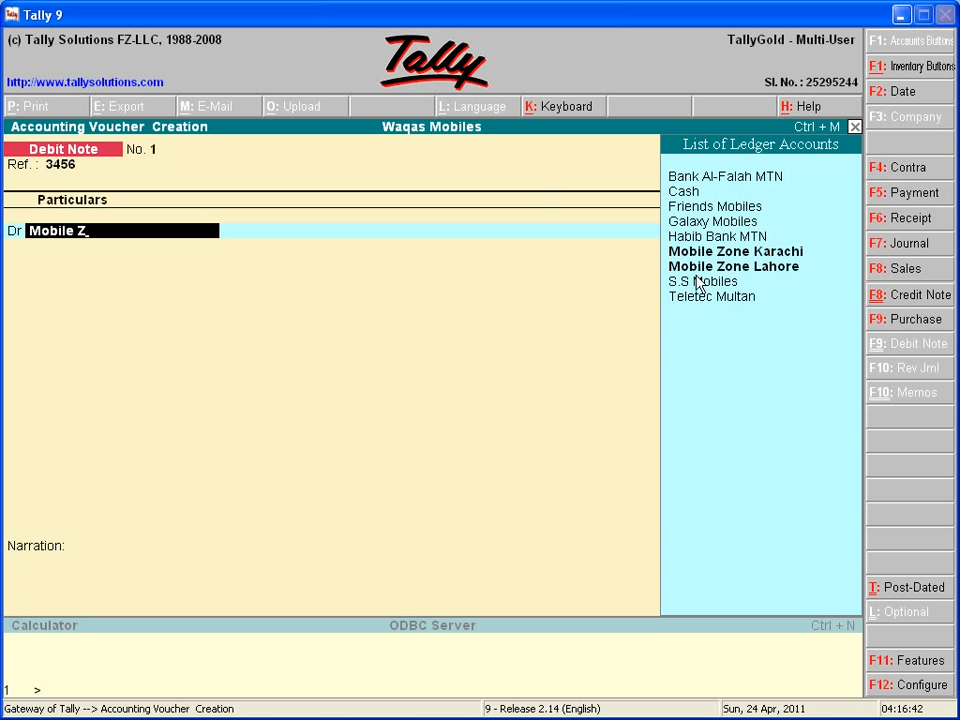 Tally 9
(c) Tally Solutions FZ-LLC, 1988-2008
http://www.tallysolutions.com
Tally
TallyGold - Multi-User
Sl. No. : 25295244
P: Print
E: Export
M: E-Mail
O: Upload
L: Language
K: Keyboard
H: Help
Accounting Voucher Creation
Waqas Mobiles
Ctrl + M
Debit Note No. 1
Ref. : 3456
Particulars
Dr Mobile Z_
Narration:
List of Ledger Accounts
Bank Al-Falah MTN
Cash
Friends Mobiles
Galaxy Mobiles
Habib Bank MTN
Mobile Zone Karachi
Mobile Zone Lahore
S.S Mobiles
Teletec Multan
F1: Accounts Buttons
F1: Inventory Buttons
F2: Date
F3: Company
F4: Contra
F5: Payment
F6: Receipt
F7: Journal
F8: Sales
F8: Credit Note
F9: Purchase
F9: Debit Note
F10: Rev Jrnl
F10: Memos
T: Post-Dated
L: Optional
F11: Features
F12: Configure
Calculator
ODBC Server
Ctrl + N
1 >
Gateway of Tally --> Accounting Voucher Creation
9 - Release 2.14 (English)
Sun, 24 Apr, 2011
04:16:42